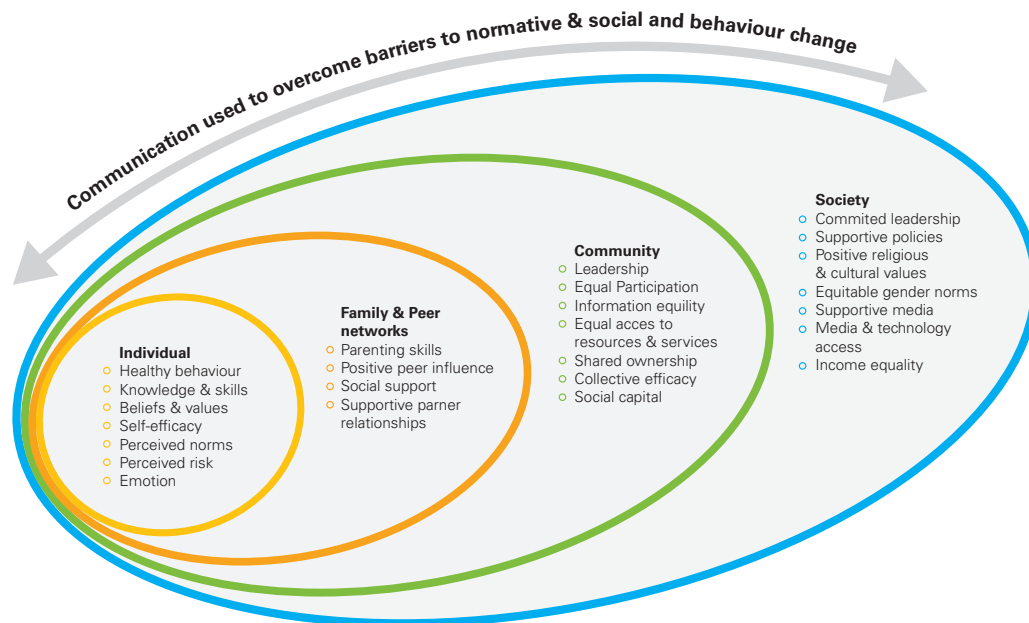 Communication used to overcome barriers to normative & social and behaviour change
Individual
Healthy behaviour
Knowledge & skills
Beliefs & values
Self-efficacy
Perceived norms
Perceived risk
Emotion
Family & Peer
networks
Parenting skills
Positive peer influence
Social support
Supportive parner
relationships
Community
Leadership
Equal Participation
Information equility
Equal acces to
resources & services
Shared ownership
Collective efficacy
Social capital
Society
Commited leadership
Supportive policies
Positive religious
& cultural values
Equitable gender norms
Supportive media
Media & technology
access
Income equality